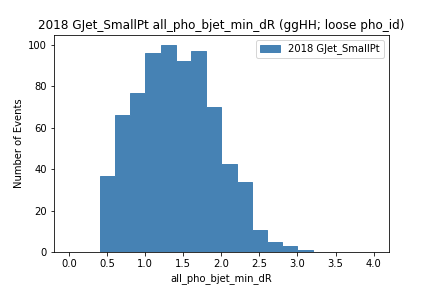 2018 GJet_SmallPt all_pho_bjet_min_dR (ggHH; loose pho_id)
2018 GJet_SmallPt
Number of Events
100
80
60
40
20
0
0.0 0.5 1.0 1.5 2.0 2.5 3.0 3.5 4.0
all_pho_bjet_min_dR